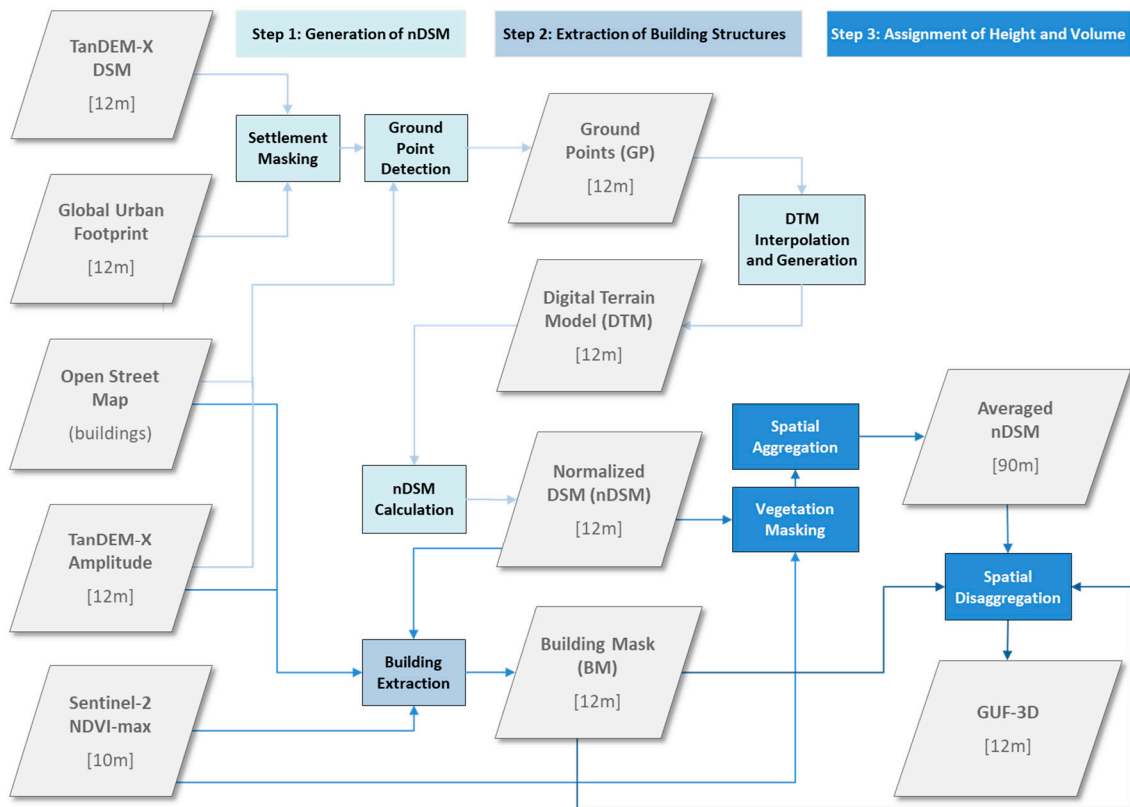 TanDEM-X
DSM
[12m]
Step 1: Generation of nDSM
Step 2: Extraction of Building Structures
Step 3: Assignment of Height and Volume
Settlement
Masking
Ground
Point
Detection
Ground
Points (GP)
[12m]
Global Urban
Footprint
[12m]
DTM
Interpolation
and Generation
Digital Terrain
Model (DTM)
[12m]
Open Street
Map
(buildings)
Spatial
Aggregation
Averaged
nDSM
[90m]
nDSM
Calculation
Normalized
DSM (nDSM)
[12m]
Vegetation
Masking
TanDEM-X
Amplitude
[12m]
Spatial
Disaggregation
Building
Extraction
Building Mask
(BM)
[12m]
Sentinel-2
NDVI-max
[10m]
GUF-3D
[12m]